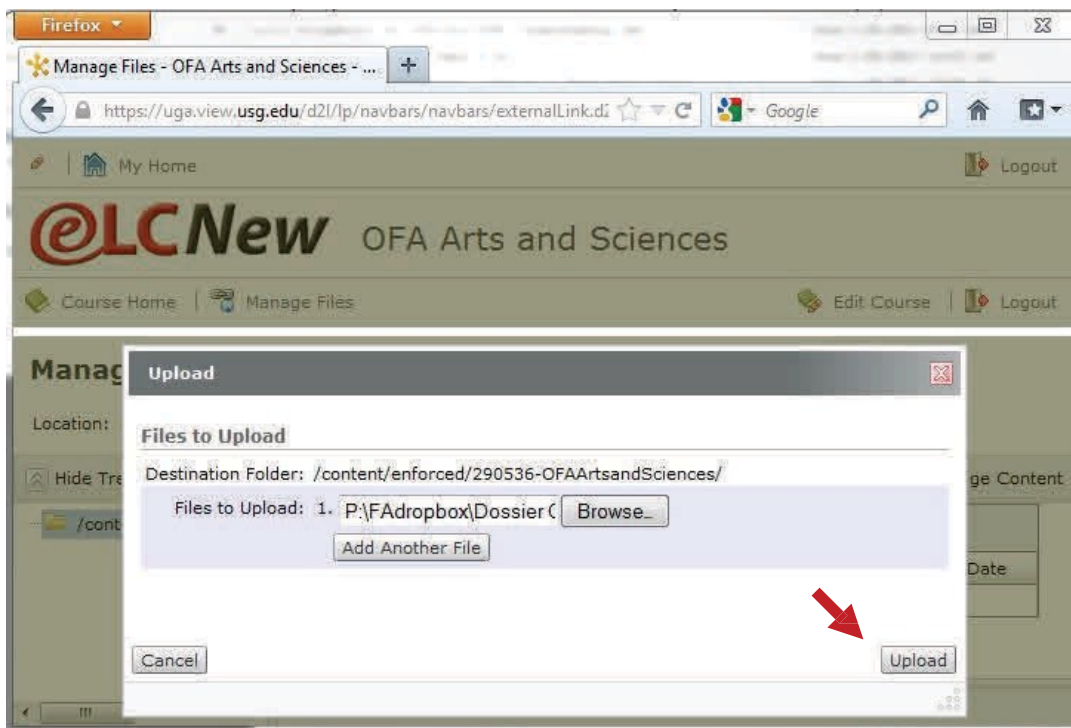 Firefox
Manage Files - OFA Arts and Sciences - ... +
https://uga.view.usg.edu/d2l/lp/navbars/navbars/externalLink.d2 Google
My Home Logout
@LCNew OFA Arts and Sciences
Course Home | Manage Files Edit Course | Logout
Manag
Upload
Location:
Files to Upload
Hide Tre
Destination Folder: /content/enforced/290536-OFAArtsandSciences/
ge Content
/cont
Files to Upload: 1. P:\FAdropbox\Dossier Browse...
Add Another File
Date
Cancel Upload